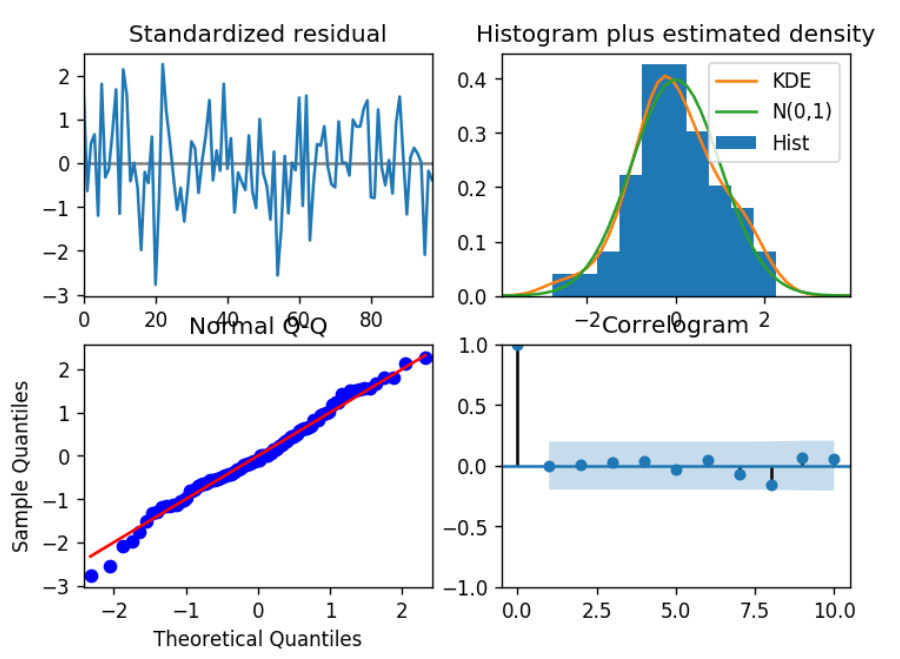 Standardized residual
2
1
0
−1
−2
−3
0 20 40 60 80
Histogram plus estimated density
0.4
0.3
0.2
0.1
0.0
KDE
N(0,1)
Hist
−2 0 2
Normal Q-Q
Sample Quantiles
2
1
0
−1
−2
−3
−2 −1 0 1 2
Theoretical Quantiles
Correlogram
1.0
0.5
0.0
−0.5
−1.0
0.0 2.5 5.0 7.5 10.0